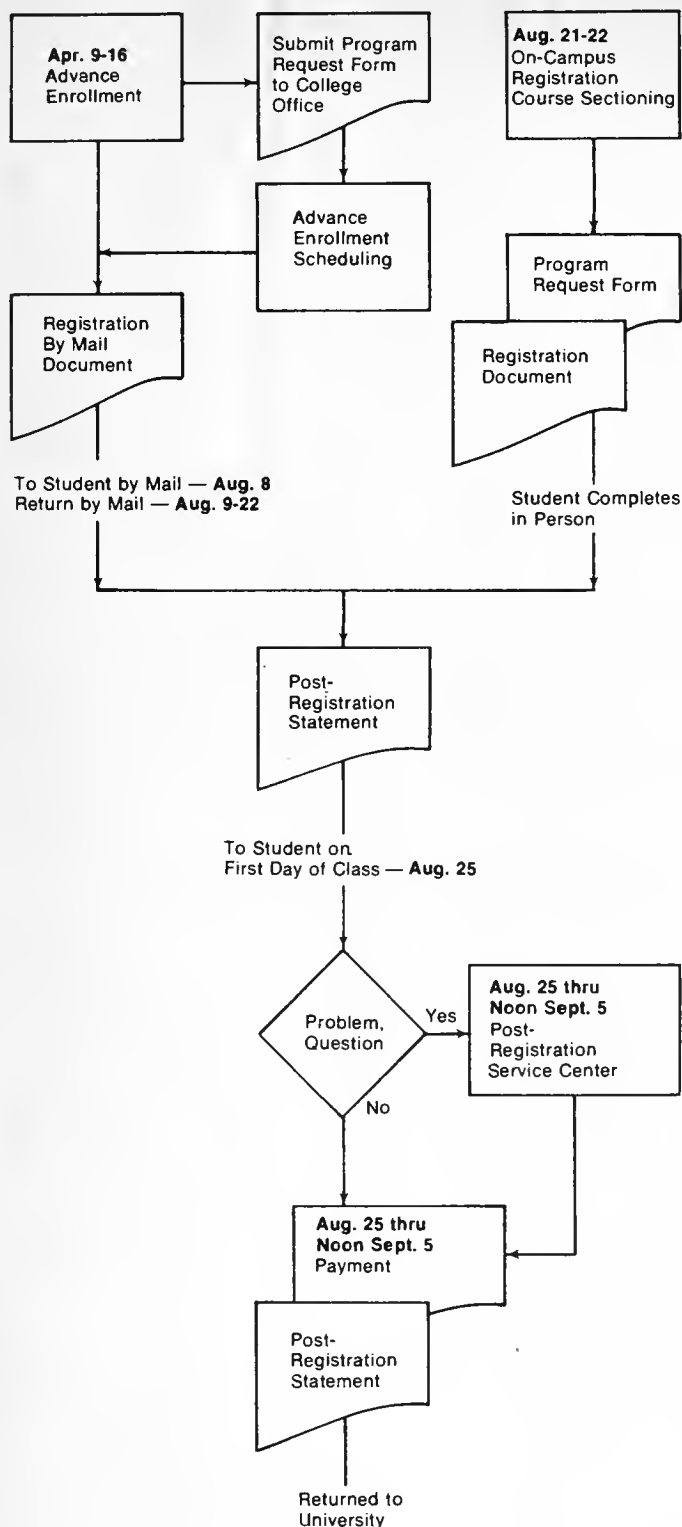 Apr. 9-16
Advance
Enrollment
Submit Program
Request Form
to College
Office
Aug. 21-22
On-Campus
Registration
Course Sectioning
Advance
Enrollment
Scheduling
Program
Request Form
Registration
By Mail
Document
Registration
Document
To Student by Mail — Aug. 8
Return by Mail — Aug. 9-22
Student Completes
in Person
Post-
Registration
Statement
To Student on
First Day of Class — Aug. 25
Problem,
Question
Yes
No
Aug. 25 thru
Noon Sept. 5
Post-
Registration
Service Center
Aug. 25 thru
Noon Sept. 5
Payment
Post-
Registration
Statement
Returned to
University